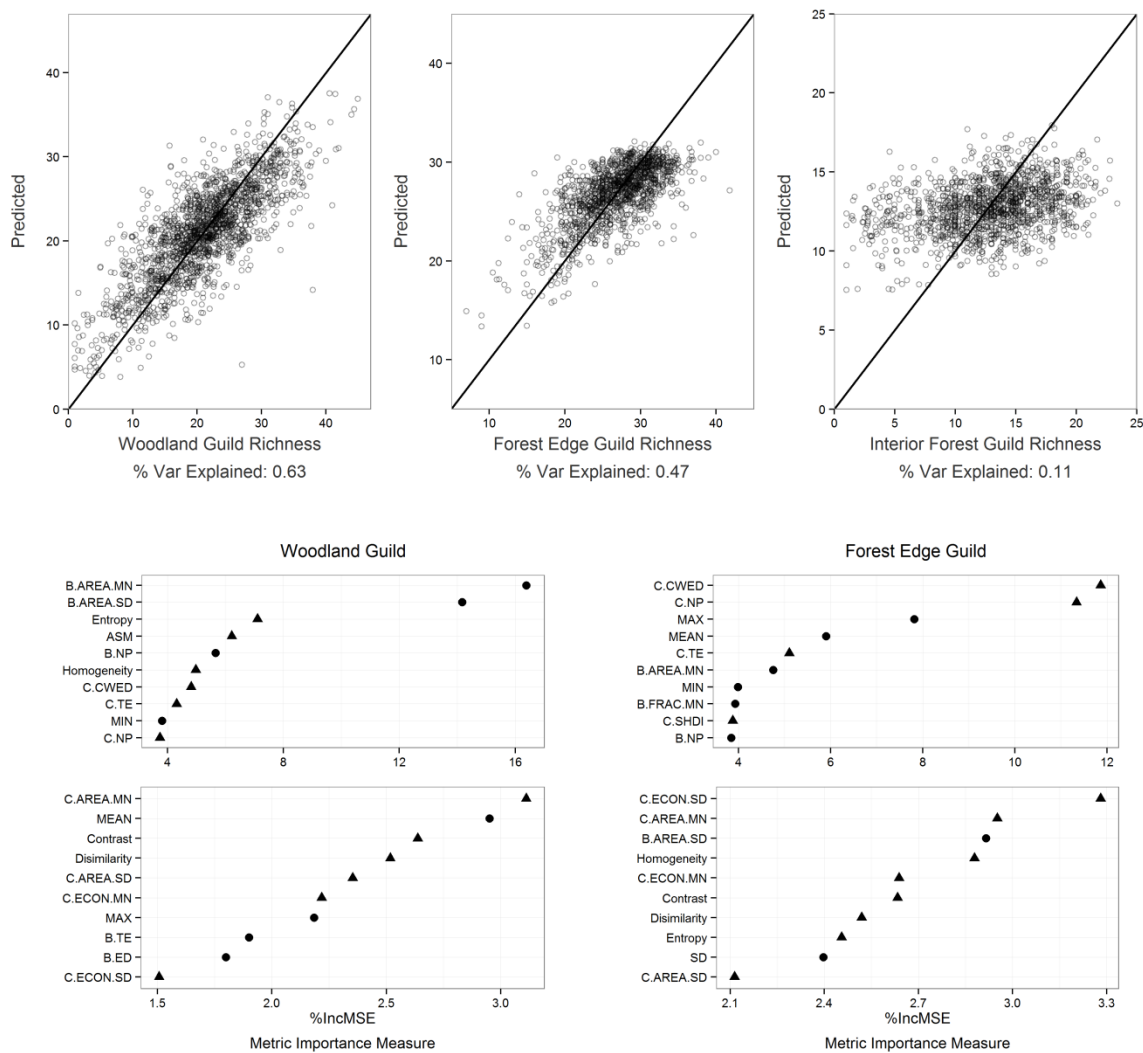 Predicted
40
30
20
10
0
0 10 20 30 40
Woodland Guild Richness
% Var Explained: 0.63
Predicted
40
30
20
10
10 20 30 40
Forest Edge Guild Richness
% Var Explained: 0.47
Predicted
25
20
15
10
5
0
0 5 10 15 20 25
Interior Forest Guild Richness
% Var Explained: 0.11
Woodland Guild
B.AREA.MN
B.AREA.SD
Entropy
ASM
B.NP
Homogeneity
C.CWED
C.TE
MIN
C.NP
4 8 12 16
C.AREA.MN
MEAN
Contrast
Disimilarity
C.AREA.SD
C.ECON.MN
MAX
B.TE
B.ED
C.ECON.SD
1.5 2.0 2.5 3.0
%IncMSE
Metric Importance Measure
Forest Edge Guild
C.CWED
C.NP
MAX
MEAN
C.TE
B.AREA.MN
MIN
B.FRAC.MN
C.SHDI
B.NP
4 6 8 10 12
C.ECON.SD
C.AREA.MN
B.AREA.SD
Homogeneity
C.ECON.MN
Contrast
Disimilarity
Entropy
SD
C.AREA.SD
2.1 2.4 2.7 3.0 3.3
%IncMSE
Metric Importance Measure